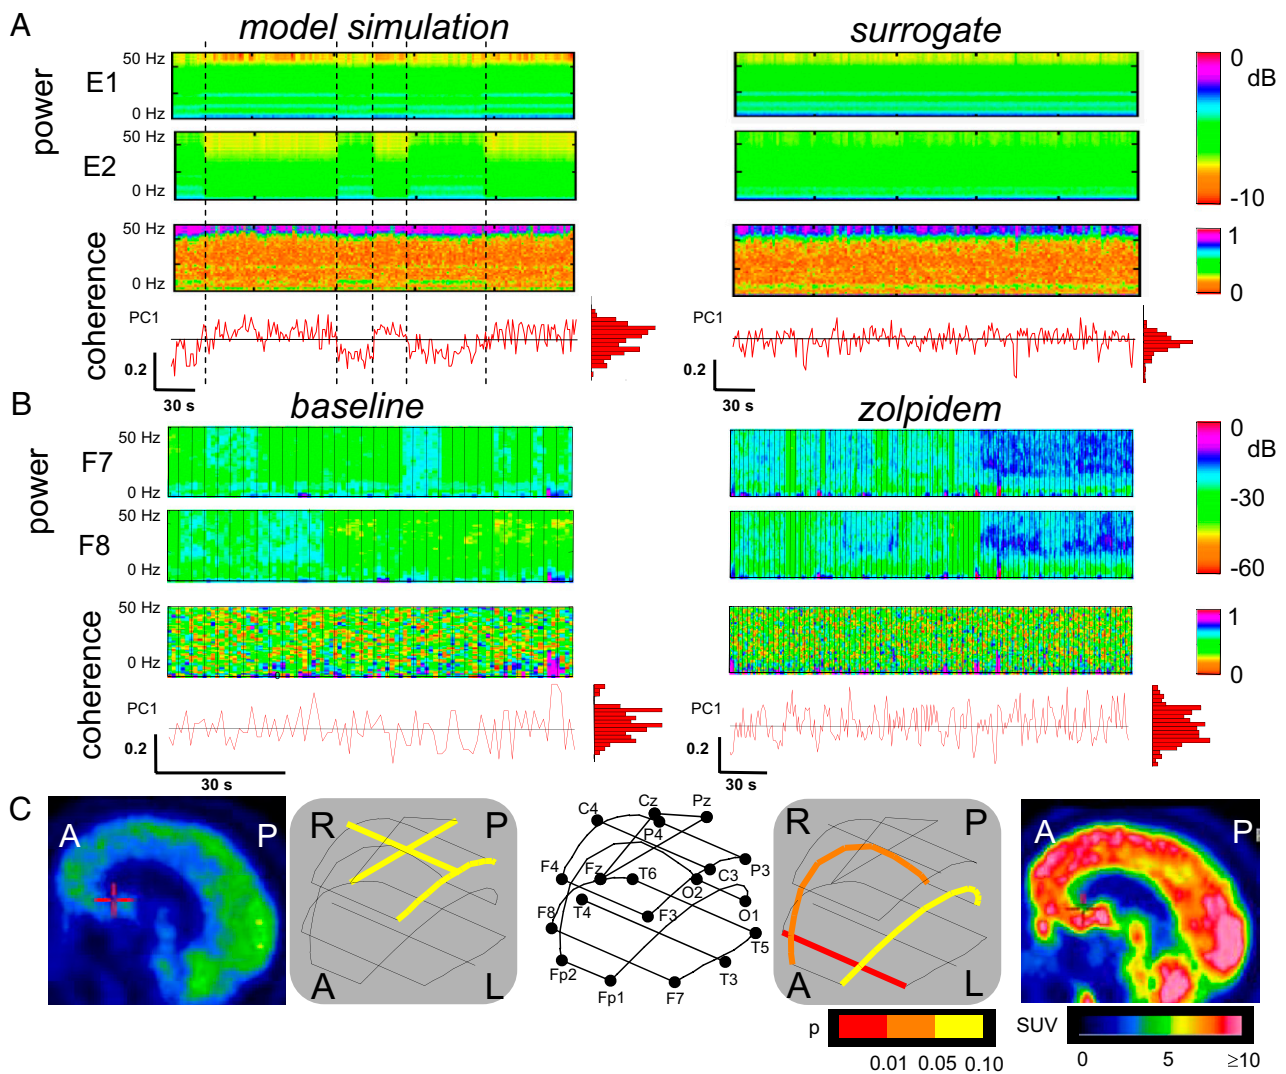 A
model simulation
surrogate
power
E1
50 Hz
0 Hz
E2
50 Hz
0 Hz
0
dB
-10
coherence
50 Hz
0 Hz
1
0
PC1
0.2
30 s
PC1
0.2
30 s
B
baseline
zolpidem
power
F7
50 Hz
0 Hz
F8
50 Hz
0 Hz
0
dB
-30
-60
coherence
50 Hz
0 Hz
0
1
0
PC1
0.2
30 s
PC1
0.2
30 s
C
A P
R P
A L
C4 Cz Pz
P4
F4 Fz T6 C3 P3
O2
F8 T4 F3 O1
T5
Fp2 Fp1 F7 T3
R P
A L
A P
p
0.01 0.05 0.10
SUV
0 5 ≥10